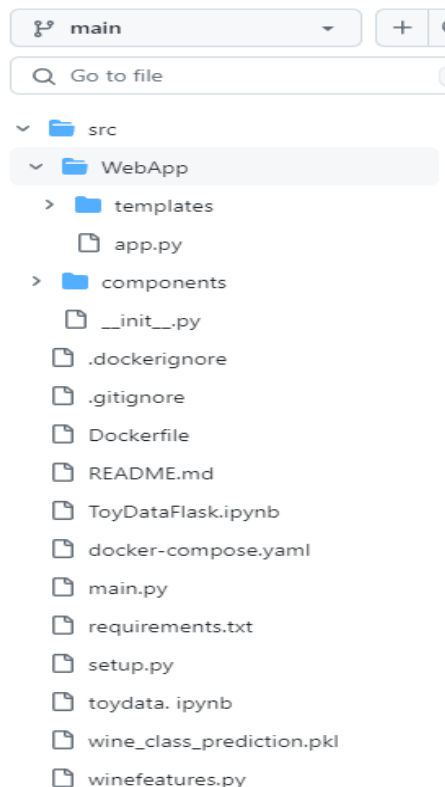 main
Go to file
src
WebApp
templates
app.py
components
__init__.py
.dockerignore
.gitignore
Dockerfile
README.md
ToyDataFlask.ipynb
docker-compose.yaml
main.py
requirements.txt
setup.py
toydata. ipynb
wine_class_prediction.pkl
winefeatures.py